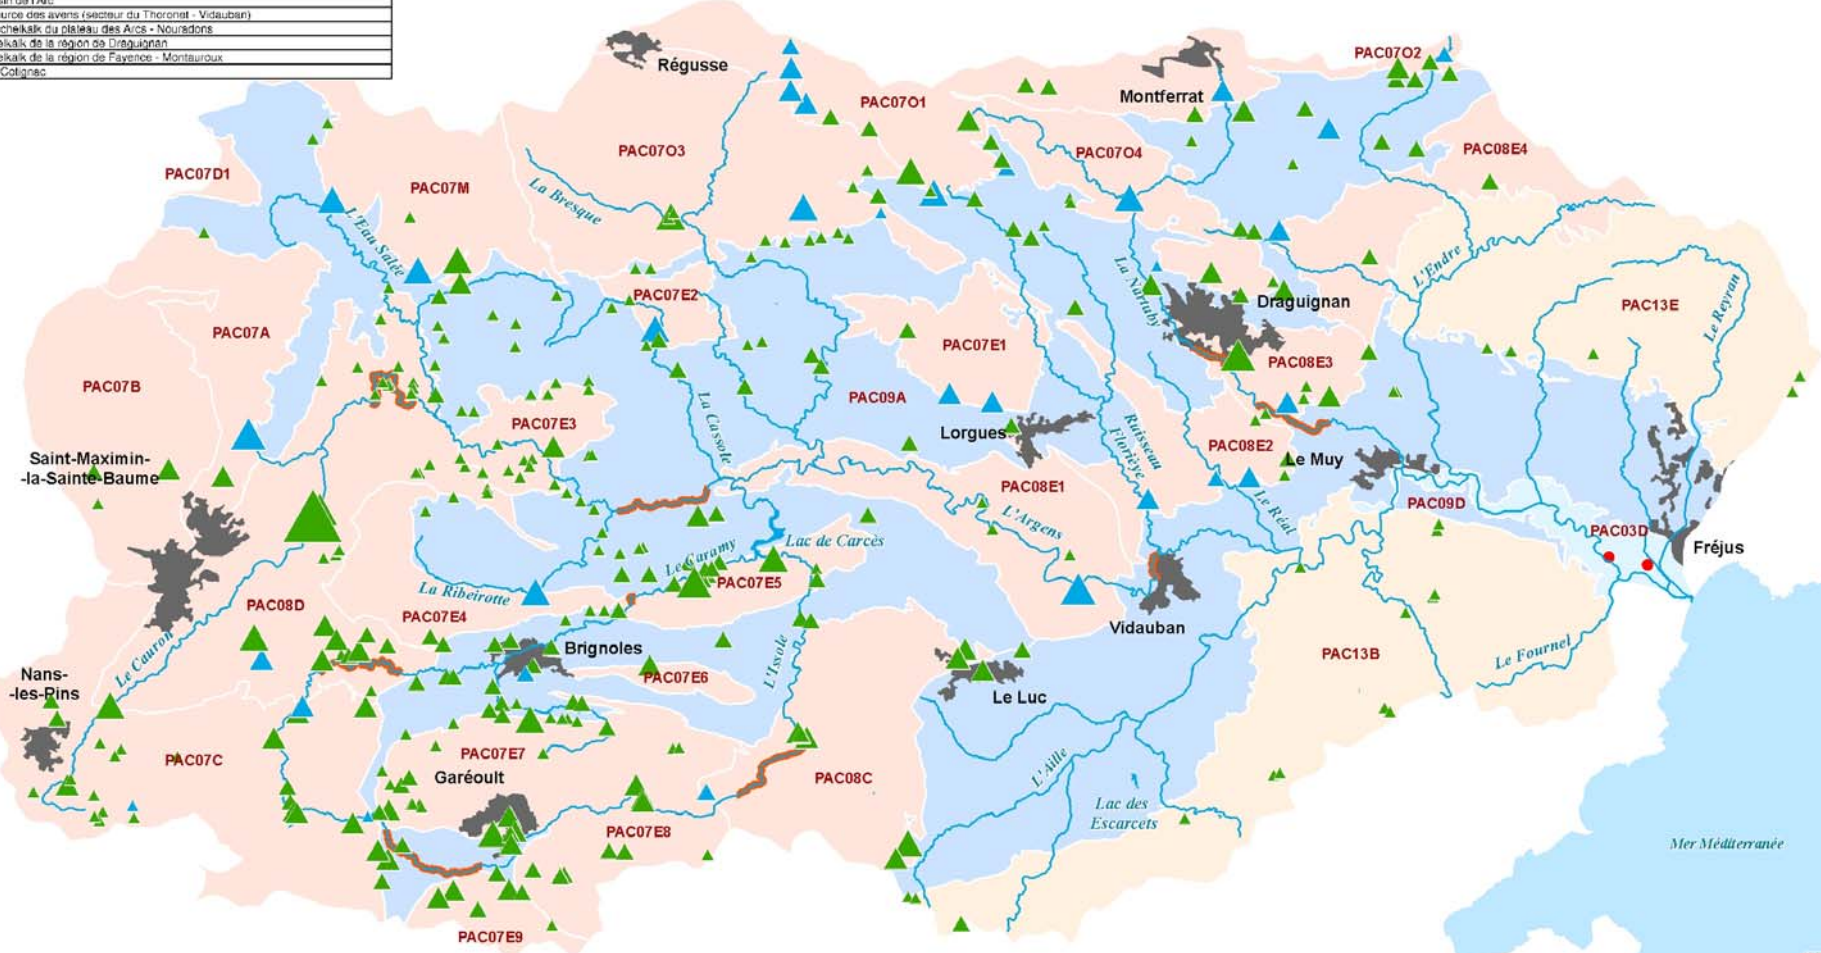 urce des avens (secteur du Thoronet - Vidauban)
chelkalk du plateau des Arcs - Nouradons
elkalk de la région de Draguignan
elkalk de la région de Fayence - Montauroux
Cotignac
Régusse
PAC07O1
Montferrat
PAC07O2
PAC07O3
PAC07O4
PAC08E4
PAC07D1
PAC07M
La Bresque
L'Eau Salée
La Nartuby
L'Endre
PAC07E2
Draguignan
PAC13E
Le Reyran
PAC07A
PAC07E1
PAC08E3
PAC07B
PAC09A
La Cassole
PAC07E3
Lorgues
Ruisseau
Florièye
PAC08E2
Saint-Maximin-
-la-Sainte-Baume
Le Muy
PAC08E1
Le Réal
PAC09D
L'Argens
PAC03D
Fréjus
Lac de Carcès
Le Caramy
PAC07E5
La Ribeirotte
PAC08D
PAC07E4
Vidauban
Brignoles
L'Issole
PAC13B
Le Fournel
Le Cauron
Nans-
-les-Pins
PAC07E6
Le Luc
PAC07C
PAC07E7
Garéoult
PAC08C
L'Aille
Lac des
Escarcets
PAC07E8
Mer Méditerranée
PAC07E9